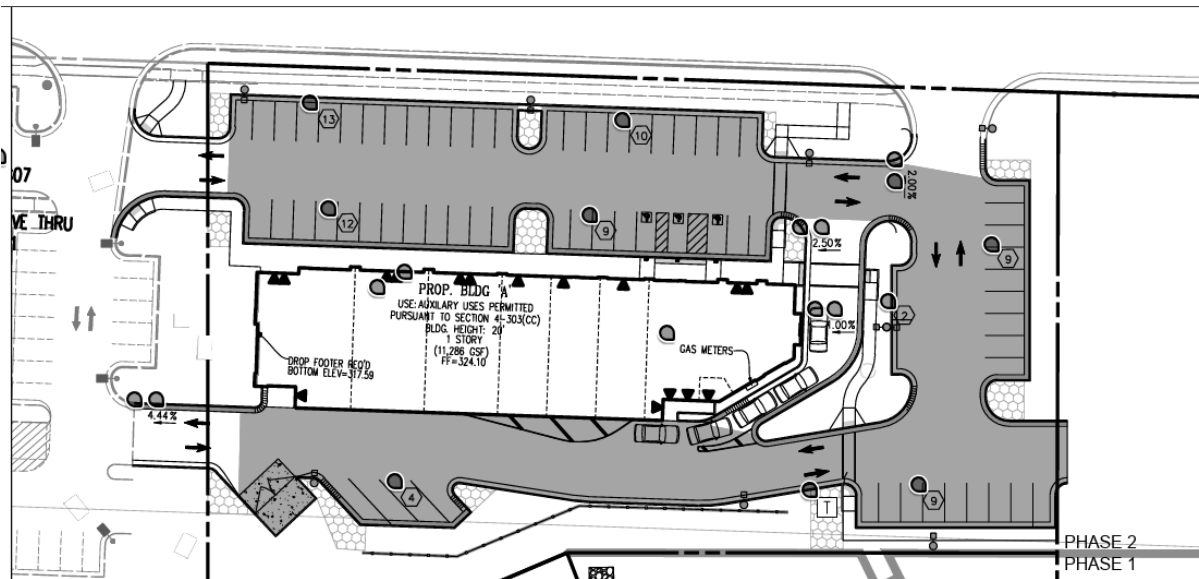 13
10
307
2.00%
VE THRU
12
9
2.50%
9
PROP. BLDG 'A'
USE: AUXILARY USES PERMITTED
PURSUANT TO SECTION 4-303(CC)
BLDG. HEIGHT: 20'
1 STORY
(11,286 GSF)
FF=324.10
2
1.00%
GAS METERS
DROP FOOTER REQ'D
BOTTOM ELEV=317.59
4.44%
4
9
T
PHASE 2
PHASE 1